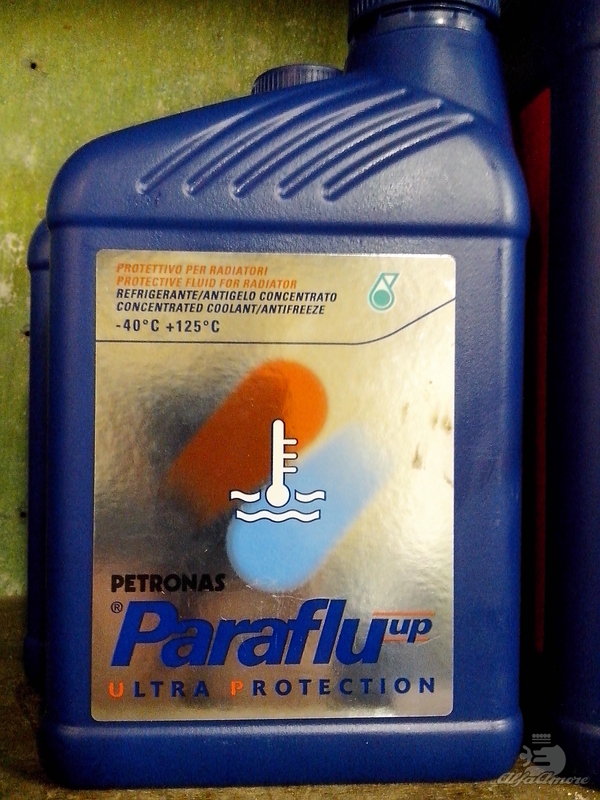 PROTETTIVO PER RADIATORI
PROTECTIVE FLUID FOR RADIATOR
REFRIGERANTE/ANTIGELO CONCENTRATO
CONCENTRATED COOLANT/ANTIFREEZE
-40°C +125°C
PETRONAS
®Paraflu up
ULTRA PROTECTION
AlfaAmore